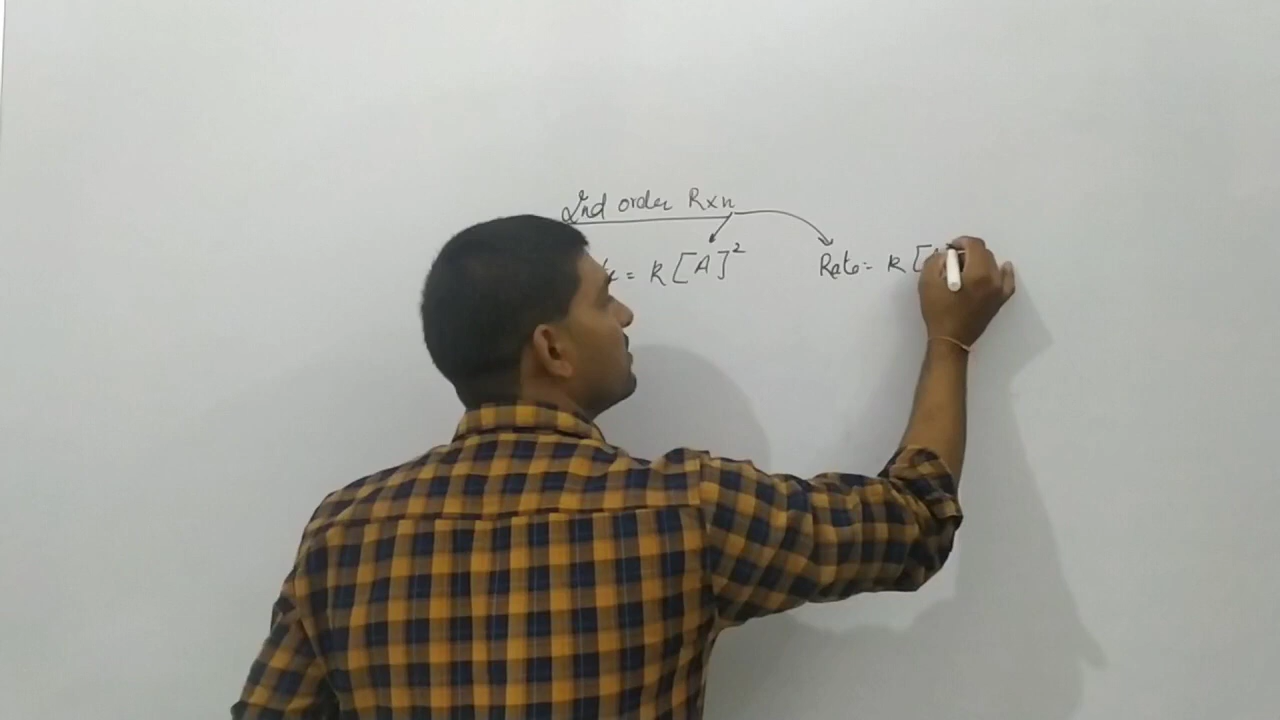 2nd order Rxn
= k [A]²
Rate = k [